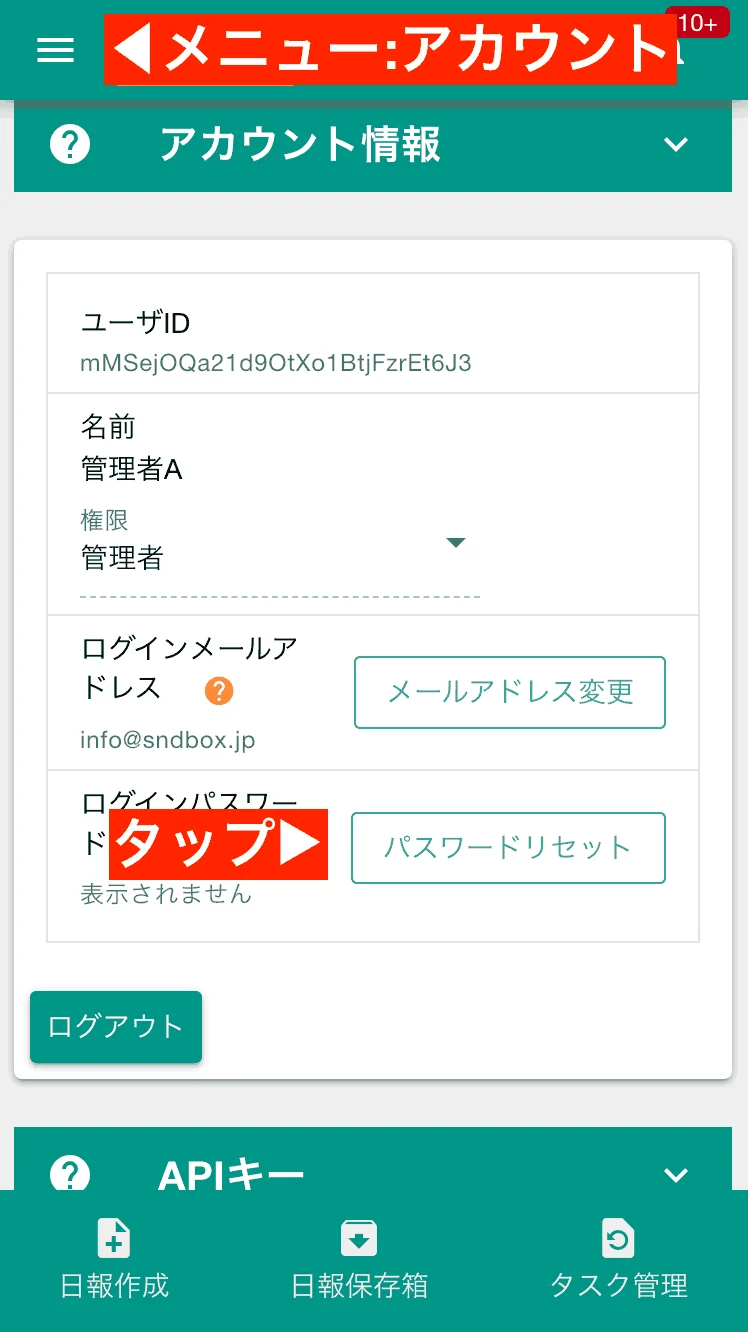 ◀メニュー:アカウント
10+
アカウント情報
ユーザID
mMSejOQa21d9OtXo1BtjFzrEt6J3
名前
管理者A
権限
管理者
ログインメールア
ドレス
メールアドレス変更
info@sndbox.jp
ログインパスワー
ド
タップ▶
パスワードリセット
表示されません
ログアウト
APIキー
日報作成
日報保存箱
タスク管理